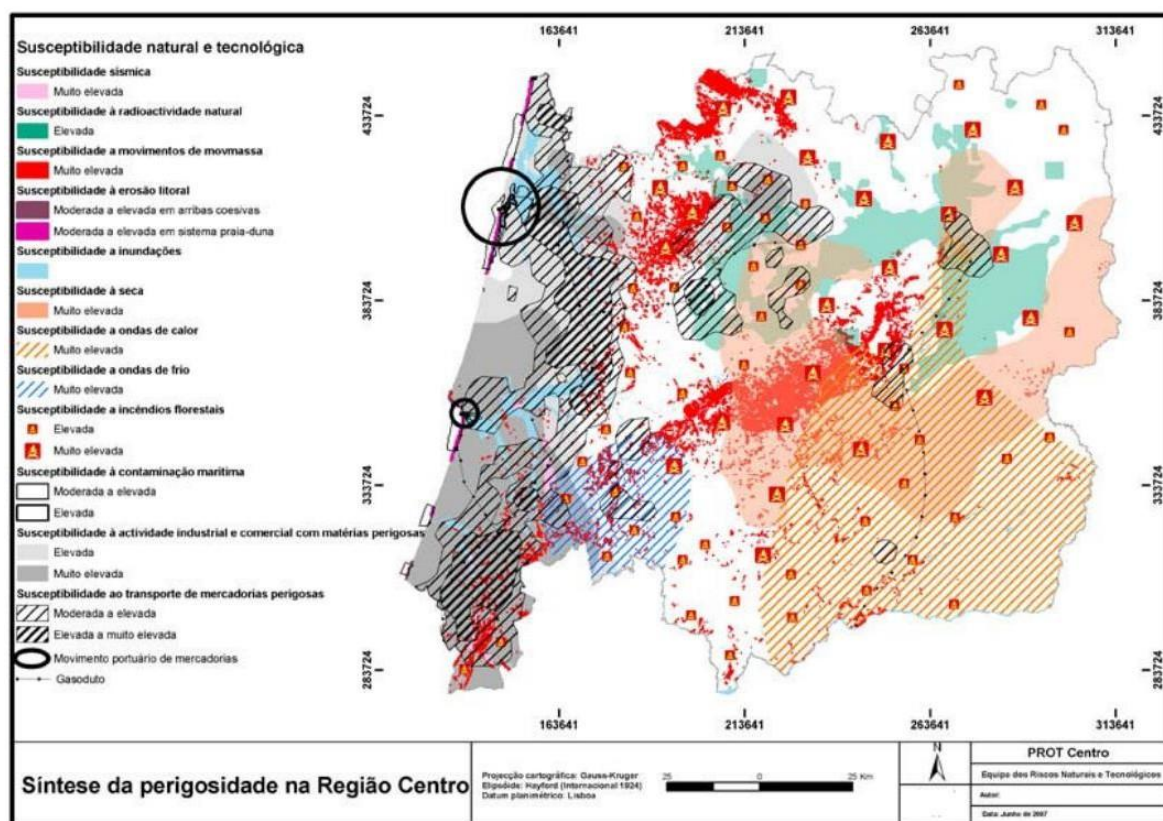 Susceptibilidade natural e tecnológica
Susceptibilidade sísmica
Muito elevada
Susceptibilidade à radioactividade natural
Elevada
Susceptibilidade a movimentos de movmassa
Muito elevada
Susceptibilidade à erosão litoral
Moderada a elevada em arribas coesivas
Moderada a elevada em sistema praia-duna
Susceptibilidade a inundações
Susceptibilidade à seca
Muito elevada
Susceptibilidade a ondas de calor
Muito elevada
Susceptibilidade a ondas de frio
Muito elevada
Susceptibilidade a incêndios florestais
Elevada
Muito elevada
Susceptibilidade à contaminação marítima
Moderada a elevada
Elevada
Susceptibilidade à actividade industrial e comercial com matérias perigosas
Elevada
Muito elevada
Susceptibilidade ao transporte de mercadorias perigosas
Moderada a elevada
Elevada a muito elevada
Movimento portuário de mercadorias
Gasoduto
163641 213641 263641 313641
433724 433724
383724 383724
333724 333724
283724 283724
163641 213641 263641 313641
Síntese da perigosidade na Região Centro
Projecção cartográfica: Gauss-Kruger
Elipsóide: Hayford (Internacional 1924)
Datum planimétrico: Lisboa
25 0 25 Km
N
PROT Centro
Equipe dos Riscos Naturais e Tecnológicos
Autor:
Data: Junho de 2007